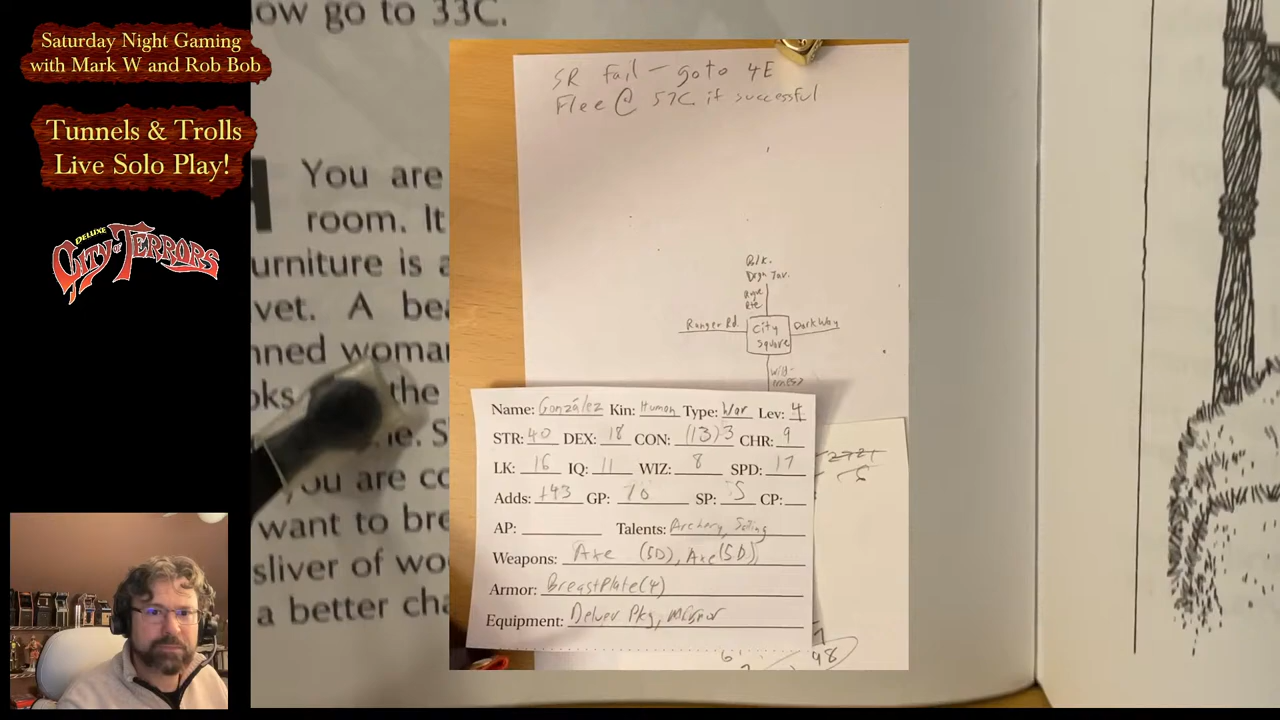 Saturday Night Gaming
with Mark W and Rob Bob
Tunnels & Trolls
Live Solo Play!
DELUXE
CITY OF TERRORS
ow go to 33C.
You are
room. It
urniture is a
vet. A bea
nned woman
oks the
ne. S
you are co
want to bre
sliver of wo
a better cha
SR fail - go to 4E
Flee @ 57C if successful
Ranger Rd.
City
Square
Dark Way
Name: González Kin: Human Type: War Lev: 4
STR: 40 DEX: 18 CON: (13)3 CHR: 9
LK: 16 IQ: 11 WIZ: 8 SPD: 17
Adds: +43 GP: 70 SP: 5 CP:
AP: Talents: Archery,
Weapons: Axe (5D), Axe (5D)
Armor: BreastPlate(4)
Equipment: Delver Pkg, mirror
48